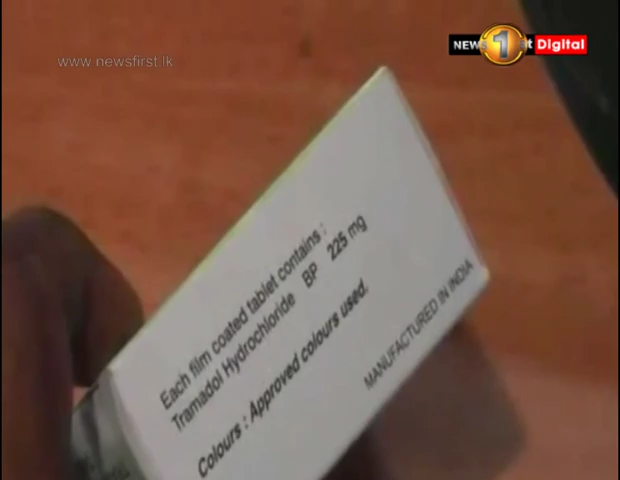 www.newsfirst.lk
NEWS 1st Digital
Each film coated tablet contains :
Tramadol Hydrochloride BP 225 mg
Colours : Approved colours used.
MANUFACTURED IN INDIA